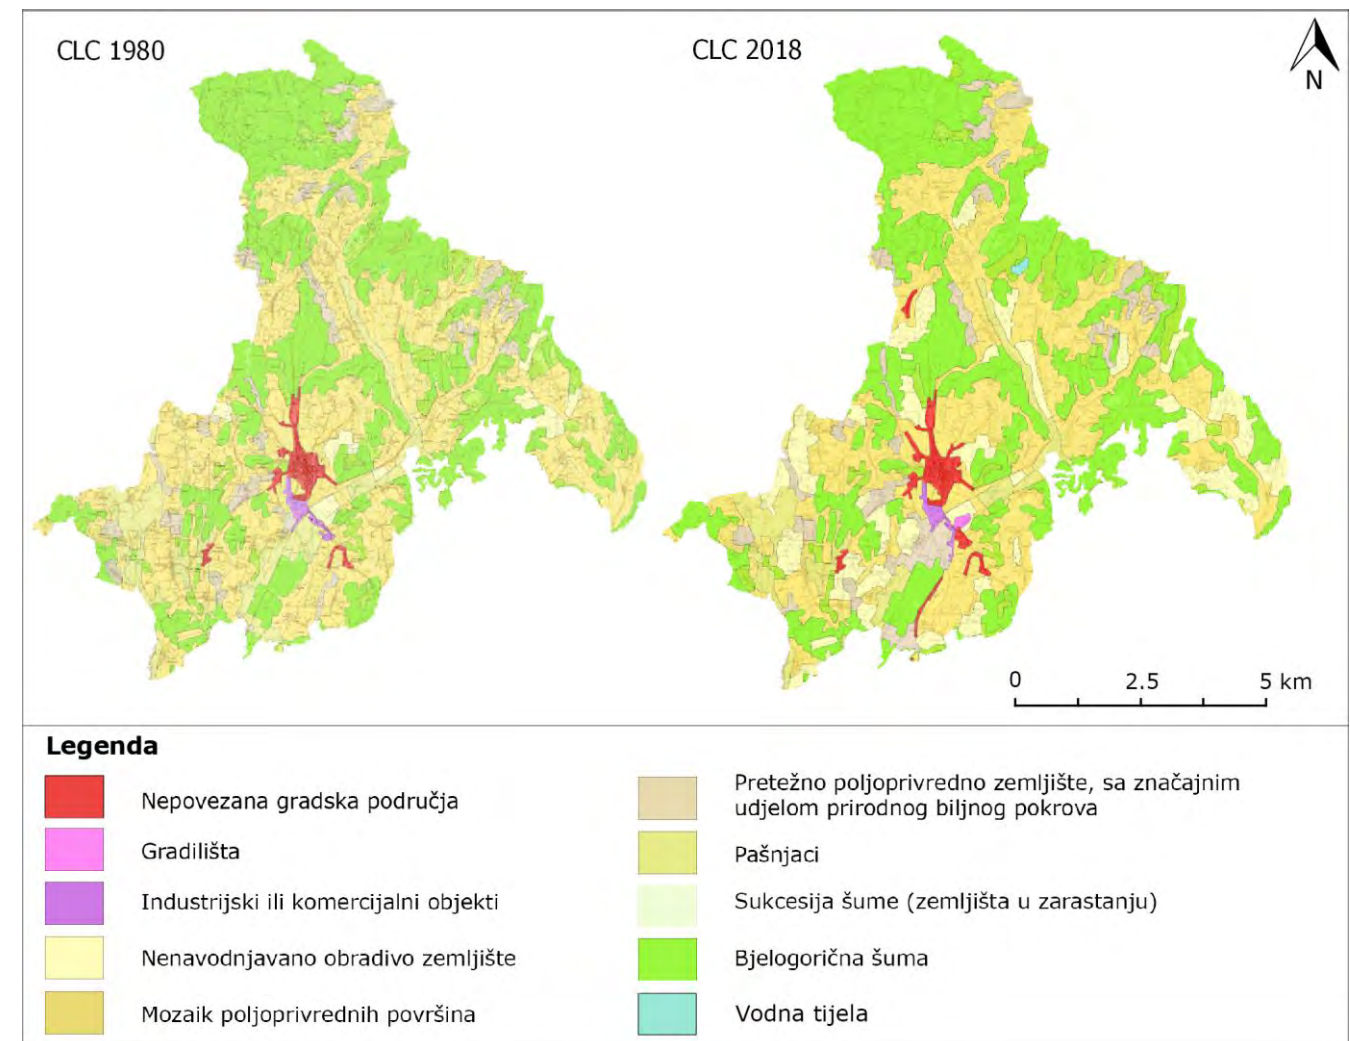 CLC 1980
CLC 2018
N
0 2.5 5 km
Legenda
Nepovezana gradska područja
Gradilišta
Industrijski ili komercijalni objekti
Nenavodnjavano obradivo zemljište
Mozaik poljoprivrednih površina
Pretežno poljoprivredno zemljište, sa značajnim
udjelom prirodnog biljnog pokrova
Pašnjaci
Sukcesija šume (zemljišta u zarastanju)
Bjelogorična šuma
Vodna tijela